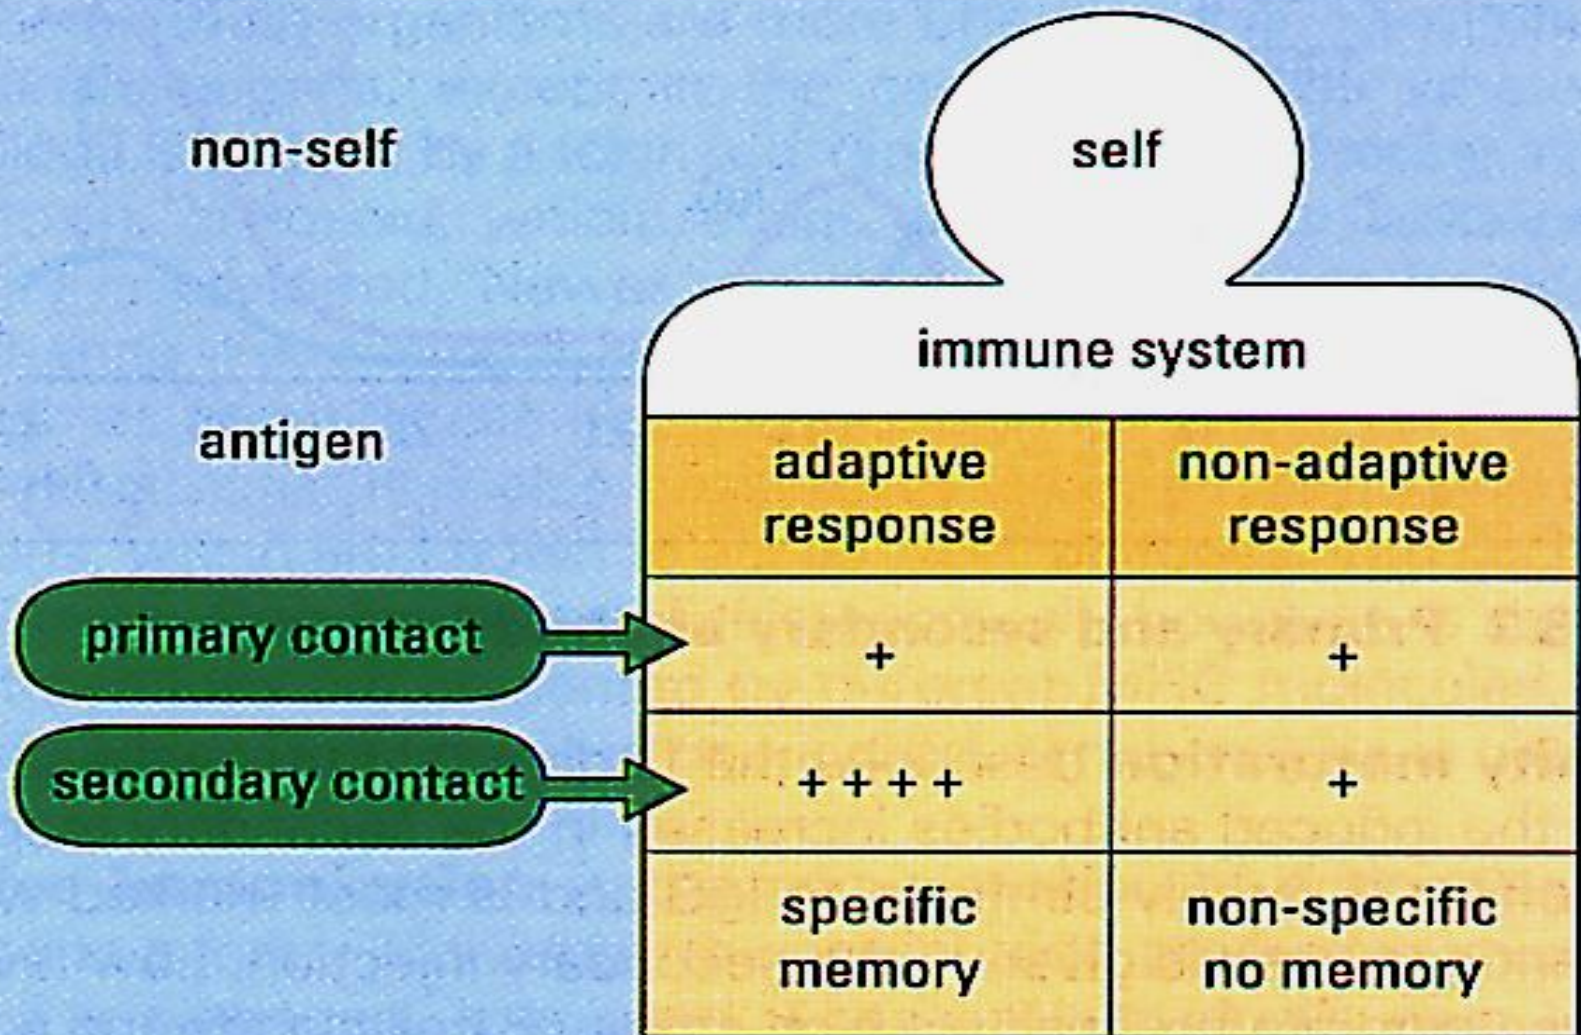 non-self
self
immune system
antigen
adaptive
response
non-adaptive
response
primary contact
+
+
secondary contact
+ + + +
+
specific
memory
non-specific
no memory